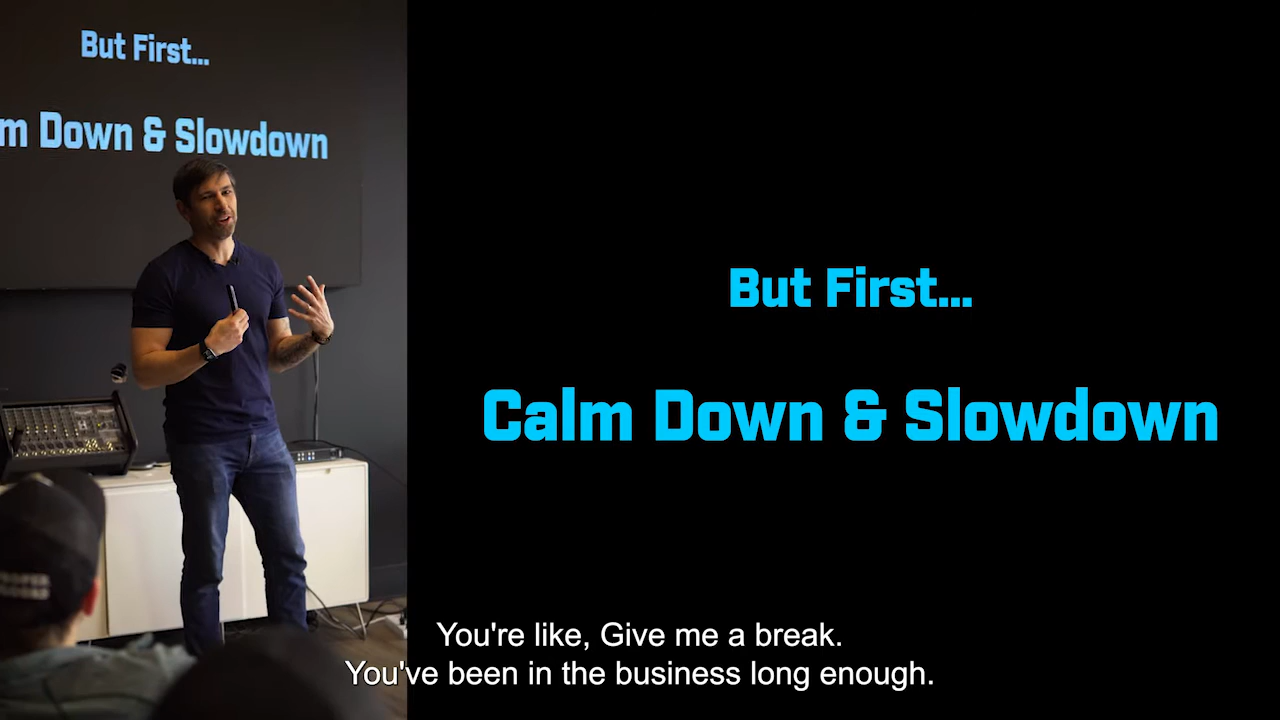 But First...
m Down & Slowdown
But First...
Calm Down & Slowdown
You're like, Give me a break.
You've been in the business long enough.